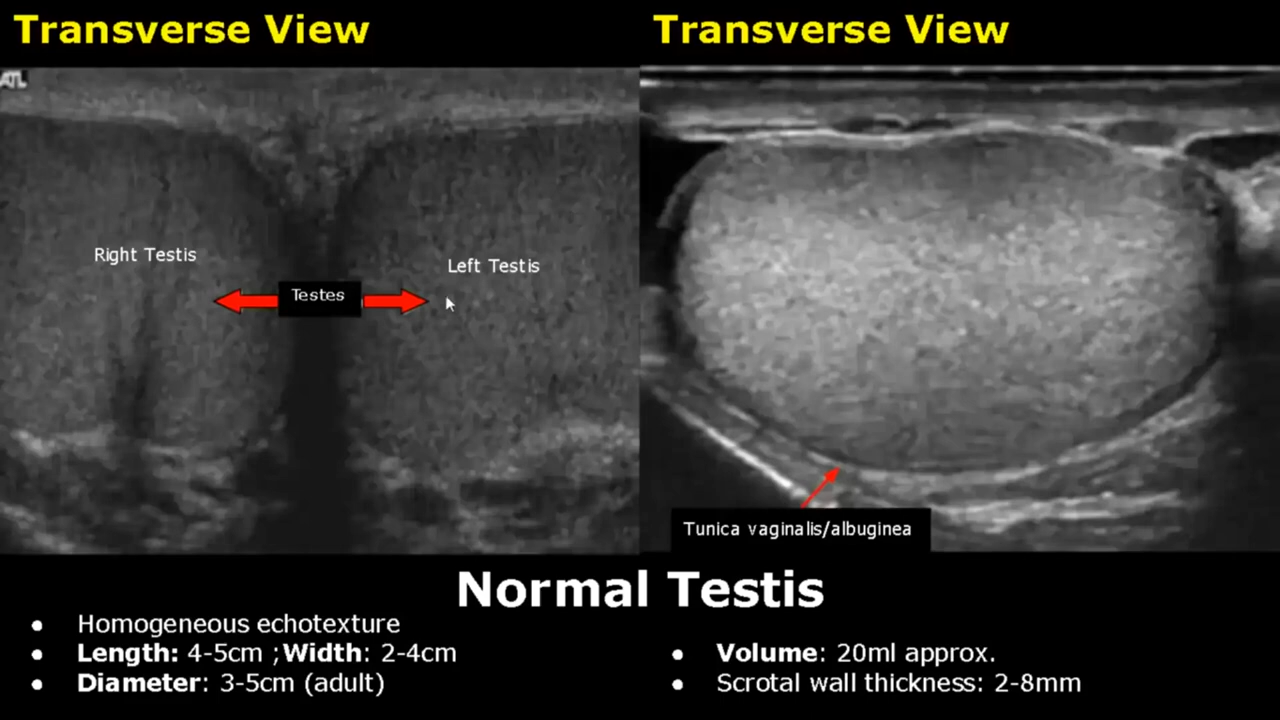 Transverse View
Transverse View
ATL
Right Testis
Left Testis
Testes
Tunica vaginalis/albuginea
Normal Testis
• Homogeneous echotexture
• Length: 4-5cm ;Width: 2-4cm
• Diameter: 3-5cm (adult)
• Volume: 20ml approx.
• Scrotal wall thickness: 2-8mm